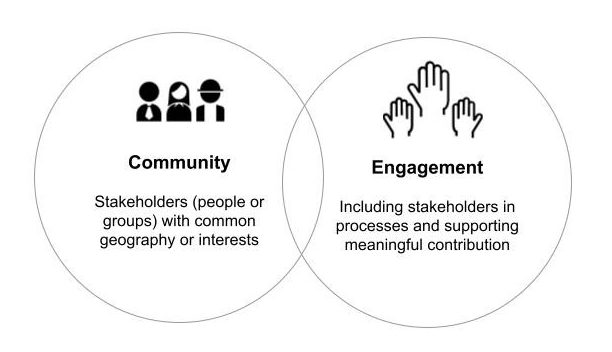 Community
Stakeholders (people or
groups) with common
geography or interests
Engagement
Including stakeholders in
processes and supporting
meaningful contribution